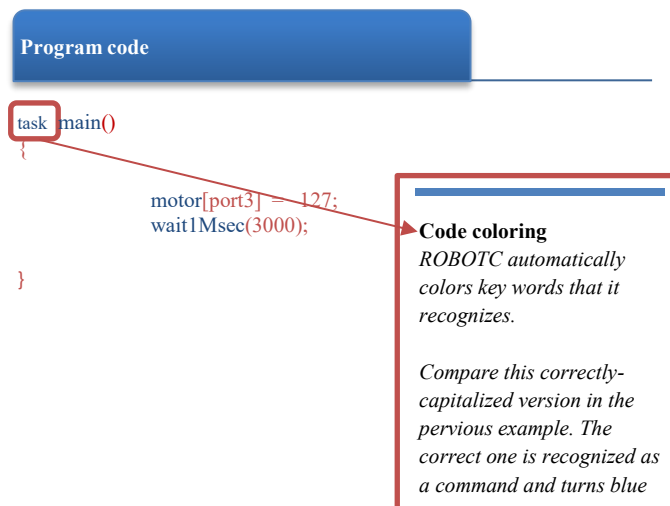 Program code
task main()
{
motor[port3] = 127;
wait1Msec(3000);
}
Code coloring
ROBOTC automatically
colors key words that it
recognizes.
Compare this correctly-
capitalized version in the
pervious example. The
correct one is recognized as
a command and turns blue